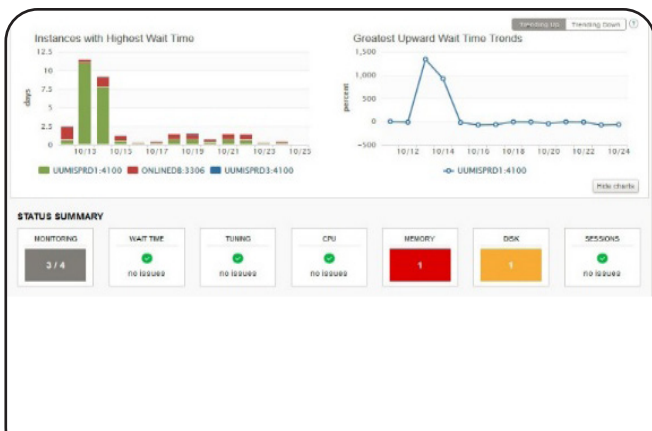 Trending Up Trending Down ?
Instances with Highest Wait Time
Greatest Upward Wait Time Trends
12.5
10
7.5
5
2.5
0
days
10/13 10/15 10/17 10/19 10/21 10/23 10/25
UUMISPRD1:4100 ONLINEDB:3306 UUMISPRD3:4100
1,500
1,000
500
0
-500
percent
10/12 10/14 10/16 10/18 10/20 10/22 10/24
UUMISPRD1:4100
Hide charts
STATUS SUMMARY
MONITORING WAIT TIME TUNING CPU MEMORY DISK SESSIONS
3 / 4 no issues no issues no issues 1 1 no issues